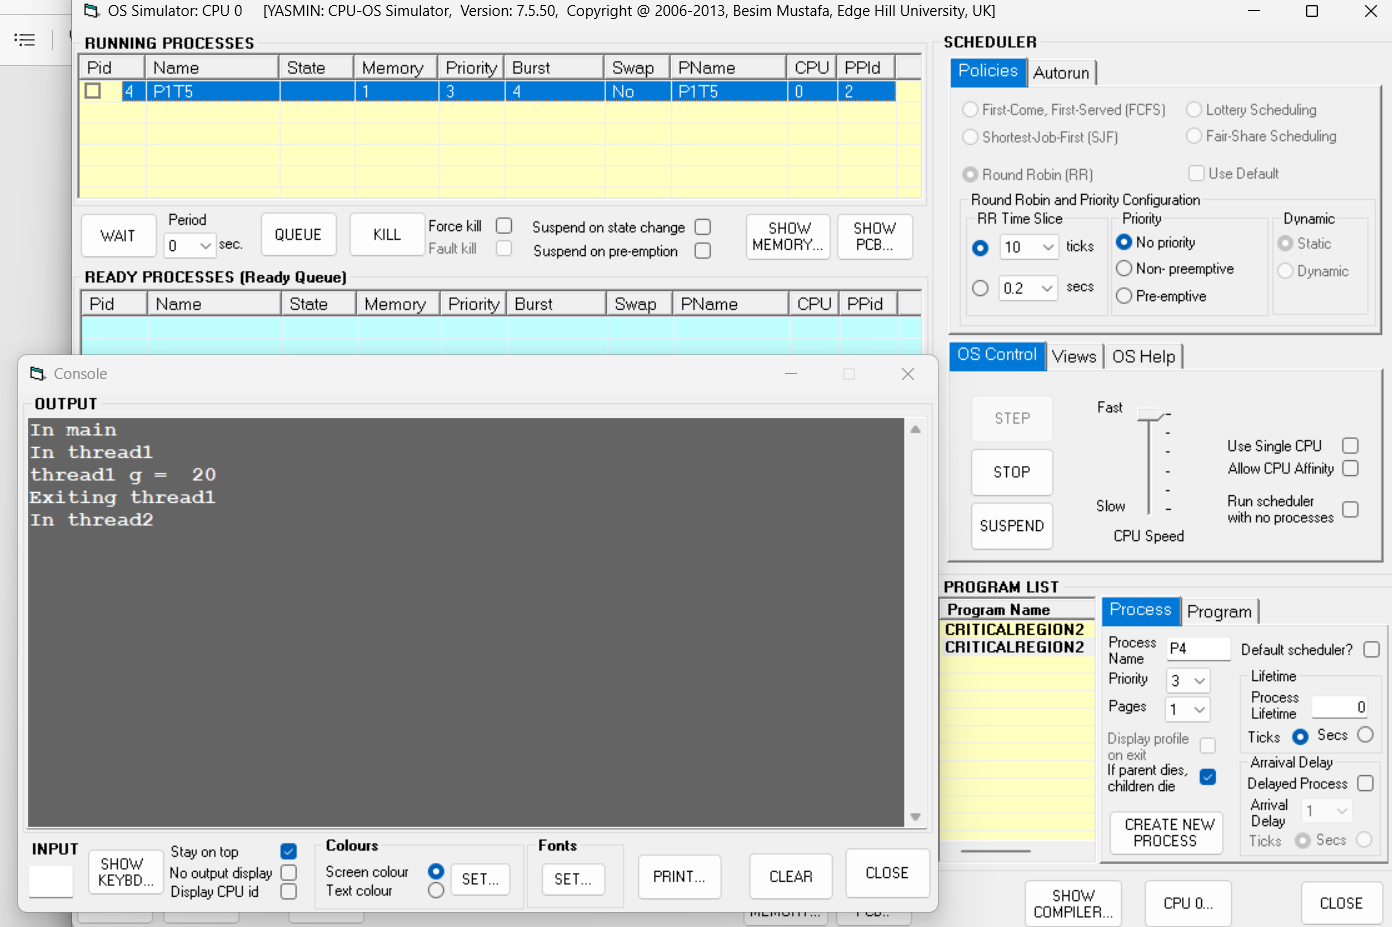 OS Simulator: CPU 0 [YASMIN: CPU-OS Simulator, Version: 7.5.50, Copyright @ 2006-2013, Besim Mustafa, Edge Hill University, UK]
RUNNING PROCESSES
Pid Name State Memory Priority Burst Swap PName CPU PPId
4 P1T5 1 3 4 No P1T5 0 2
WAIT
Period
0 sec.
QUEUE
KILL
Force kill
Fault kill
Suspend on state change
Suspend on pre-emption
SHOW
MEMORY...
SHOW
PCB...
READY PROCESSES (Ready Queue)
Pid Name State Memory Priority Burst Swap PName CPU PPid
Console
OUTPUT
In main
In thread1
thread1 g = 20
Exiting thread1
In thread2
INPUT
SHOW
KEYBD...
Stay on top
No output display
Display CPU id
Colours
Screen colour
Text colour
SET...
Fonts
SET...
PRINT...
CLEAR
CLOSE
SCHEDULER
Policies Autorun
First-Come, First-Served (FCFS)
Lottery Scheduling
Shortest-Job-First (SJF)
Fair-Share Scheduling
Round Robin (RR)
Use Default
Round Robin and Priority Configuration
RR Time Slice
10 ticks
0.2 secs
Priority
No priority
Non- preemptive
Pre-emptive
Dynamic
Static
Dynamic
OS Control Views OS Help
STEP
STOP
SUSPEND
Fast
Slow
CPU Speed
Use Single CPU
Allow CPU Affinity
Run scheduler
with no processes
PROGRAM LIST
Program Name
CRITICALREGION2
CRITICALREGION2
Process Program
Process
Name
P4
Default scheduler?
Priority
3
Pages
1
Lifetime
Process
Lifetime
0
Ticks Secs
Display profile
on exit
If parent dies,
children die
Arraival Delay
Delayed Process
Arrival
Delay
1
Ticks Secs
CREATE NEW
PROCESS
SHOW
COMPILER...
CPU 0...
CLOSE
MEMORY...
PCB...